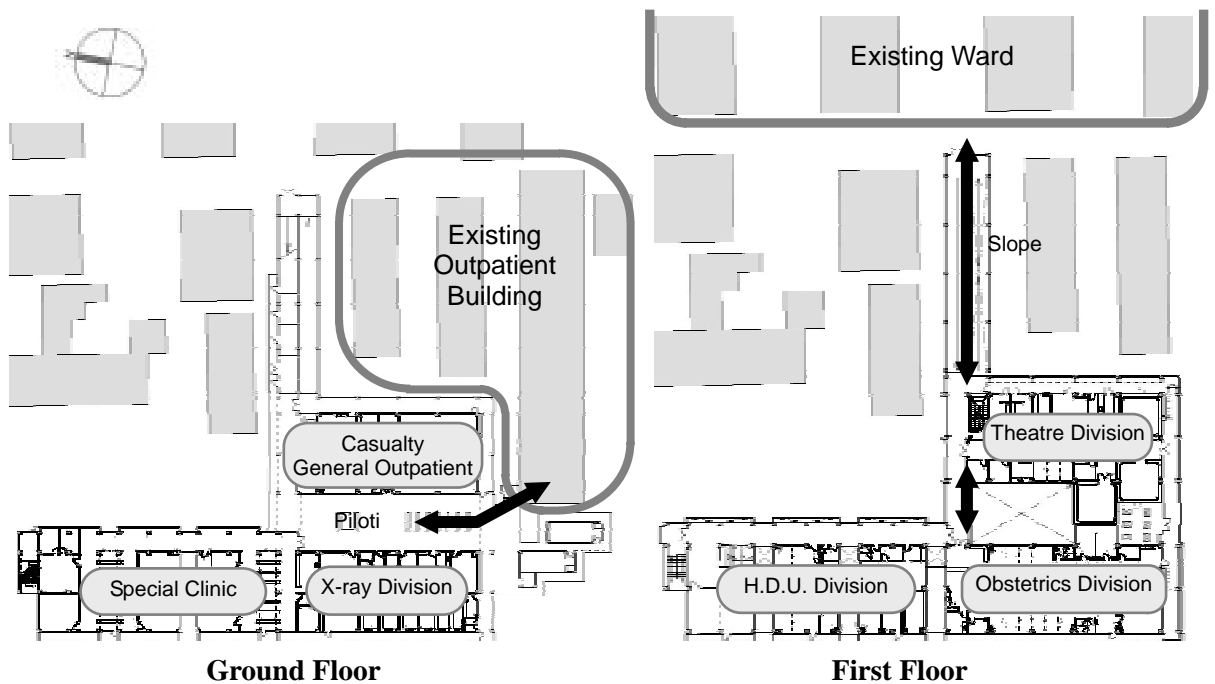 Existing
Outpatient
Building
Casualty
General Outpatient
Piloti
Special Clinic
X-ray Division
Ground Floor
Existing Ward
Slope
Theatre Division
H.D.U. Division
Obstetrics Division
First Floor